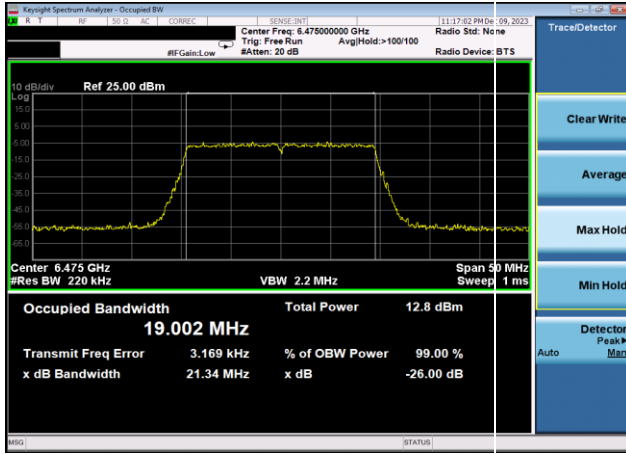 Keysight Spectrum Analyzer - Occupied BW
R T RF 50 Ω AC CORREC SENSE:INT 11:17:02 PM De 09, 2023
Center Freq: 6.475000000 GHz Radio Std: None
Trig: Free Run Avg|Hold:>100/100
#IFGain:Low #Atten: 20 dB Radio Device: BTS
Trace/Detector
10 dB/div Ref 25.00 dBm
Log
15.0
5.00
-5.00
-15.0
-25.0
-35.0
-45.0
-55.0
-65.0
Center 6.475 GHz Span 50 MHz
#Res BW 220 kHz VBW 2.2 MHz Sweep 1 ms
Occupied Bandwidth Total Power 12.8 dBm
19.002 MHz
Transmit Freq Error 3.169 kHz % of OBW Power 99.00 %
x dB Bandwidth 21.34 MHz x dB -26.00 dB
Clear Write
Average
Max Hold
Min Hold
Detector
Peak▶
Auto Man
MSG STATUS